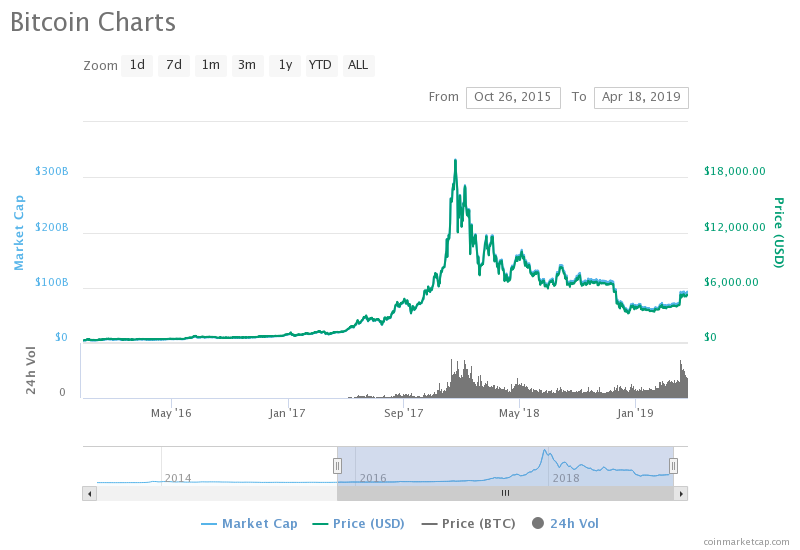 Bitcoin Charts
Zoom 1d 7d 1m 3m 1y YTD ALL
From Oct 26, 2015 To Apr 18, 2019
$300B
$200B
$100B
$0
Market Cap
$18,000.00
$12,000.00
$6,000.00
$0
Price (USD)
24h Vol
0
May '16 Jan '17 Sep '17 May '18 Jan '19
2014 2016 2018
Market Cap Price (USD) Price (BTC) 24h Vol
coinmarketcap.com